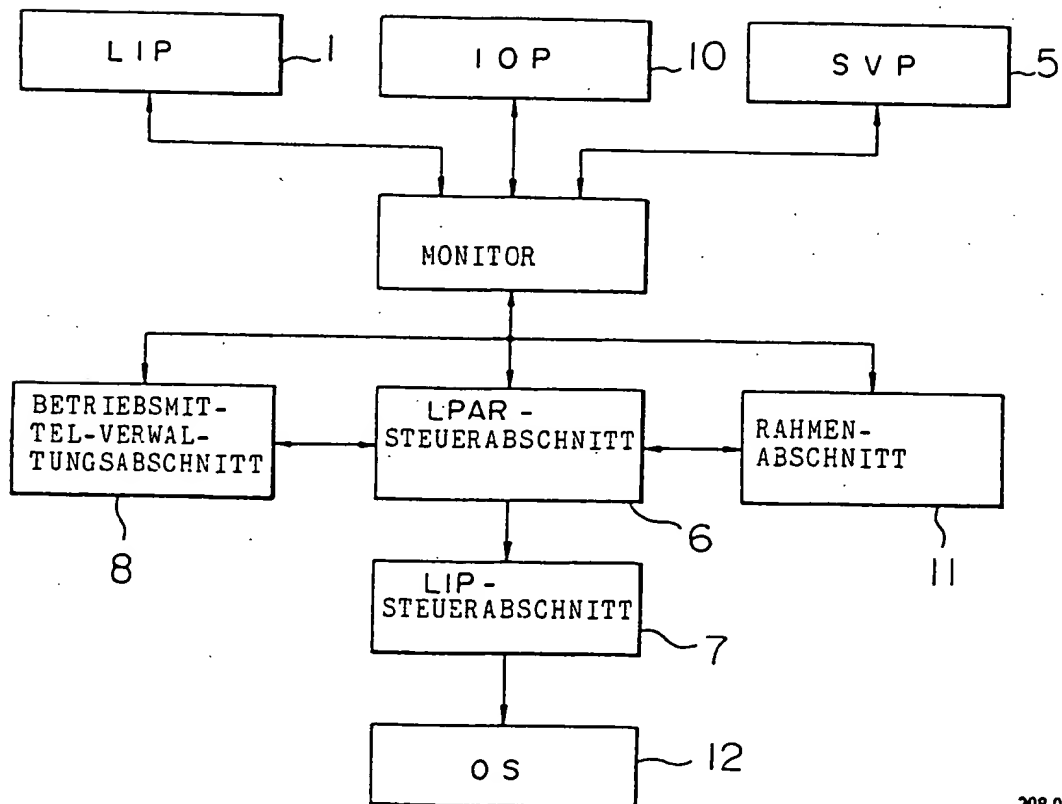 LIP
1
IOP
10
SVP
5
MONITOR
BETRIEBSMIT-
TEL-VERWAL-
TUNGSABSCHNITT
8
LPAR-
STEUERABSCHNITT
6
RAHMEN-
ABSCHNITT
11
LIP-
STEUERABSCHNITT
7
OS
12